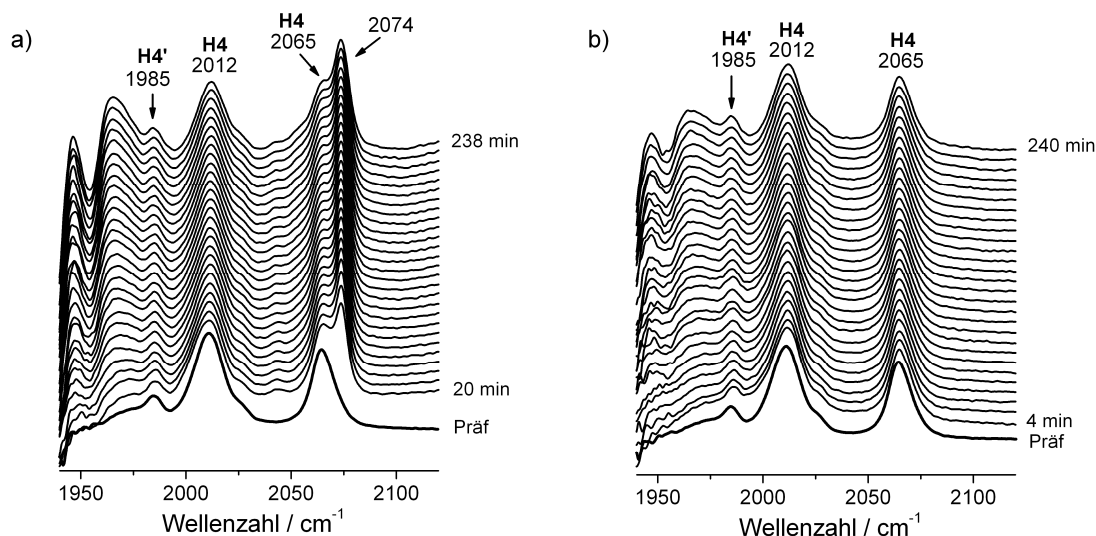 a)
H4'
1985
H4
2012
H4
2065
2074
238 min
20 min
Präf
1950
2000
2050
2100
Wellenzahl / cm⁻¹
b)
H4'
1985
H4
2012
H4
2065
240 min
4 min
Präf
1950
2000
2050
2100
Wellenzahl / cm⁻¹